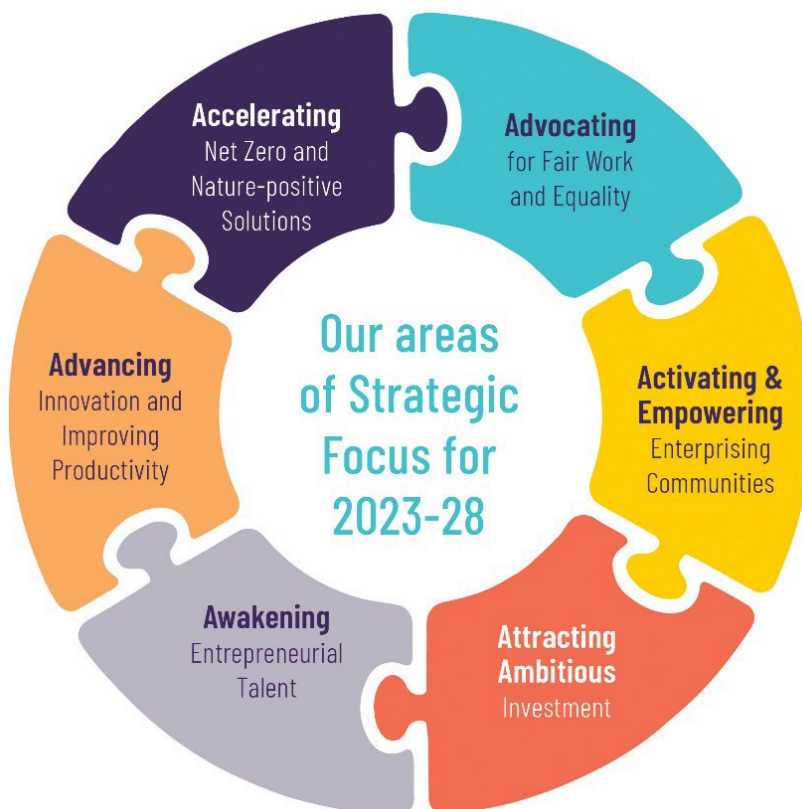 Accelerating
Net Zero and
Nature-positive
Solutions
Advocating
for Fair Work
and Equality
Activating &
Empowering
Enterprising
Communities
Attracting
Ambitious
Investment
Awakening
Entrepreneurial
Talent
Advancing
Innovation and
Improving
Productivity
Our areas
of Strategic
Focus for
2023-28